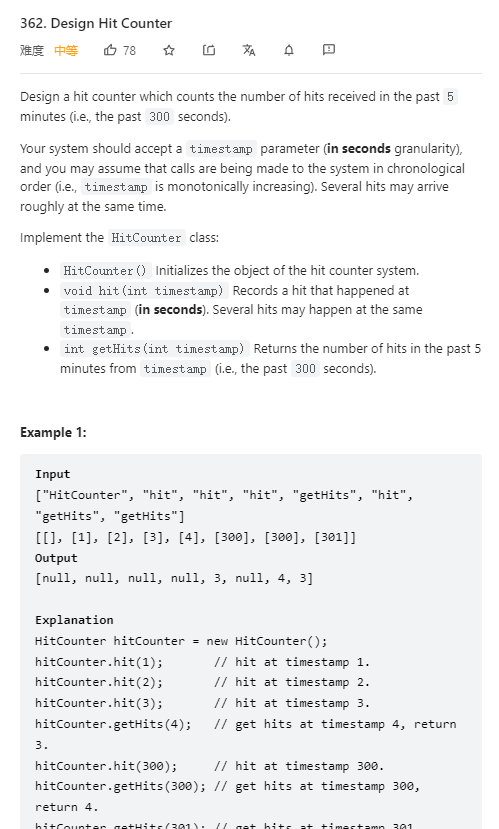 362. Design Hit Counter
难度 中等 78
Design a hit counter which counts the number of hits received in the past 5
minutes (i.e., the past 300 seconds).
Your system should accept a timestamp parameter (in seconds granularity),
and you may assume that calls are being made to the system in chronological
order (i.e., timestamp is monotonically increasing). Several hits may arrive
roughly at the same time.
Implement the HitCounter class:
HitCounter() Initializes the object of the hit counter system.
void hit(int timestamp) Records a hit that happened at
timestamp (in seconds). Several hits may happen at the same
timestamp.
int getHits(int timestamp) Returns the number of hits in the past 5
minutes from timestamp (i.e., the past 300 seconds).
Example 1:
Input
["HitCounter", "hit", "hit", "hit", "getHits", "hit",
"getHits", "getHits"]
[[], [1], [2], [3], [4], [300], [300], [301]]
Output
[null, null, null, null, 3, null, 4, 3]
Explanation
HitCounter hitCounter = new HitCounter();
hitCounter.hit(1);       // hit at timestamp 1.
hitCounter.hit(2);       // hit at timestamp 2.
hitCounter.hit(3);       // hit at timestamp 3.
hitCounter.getHits(4);   // get hits at timestamp 4, return
3.
hitCounter.hit(300);     // hit at timestamp 300.
hitCounter.getHits(300); // get hits at timestamp 300,
return 4.
hitCounter.getHits(301); // get hits at timestamp 301,